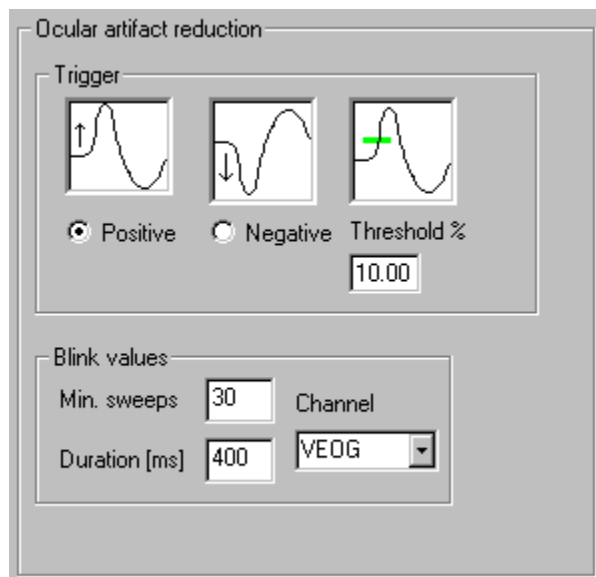 Ocular artifact reduction
Trigger
Positive
Negative
Threshold %
10.00
Blink values
Min. sweeps
30
Channel
Duration [ms]
400
VEOG